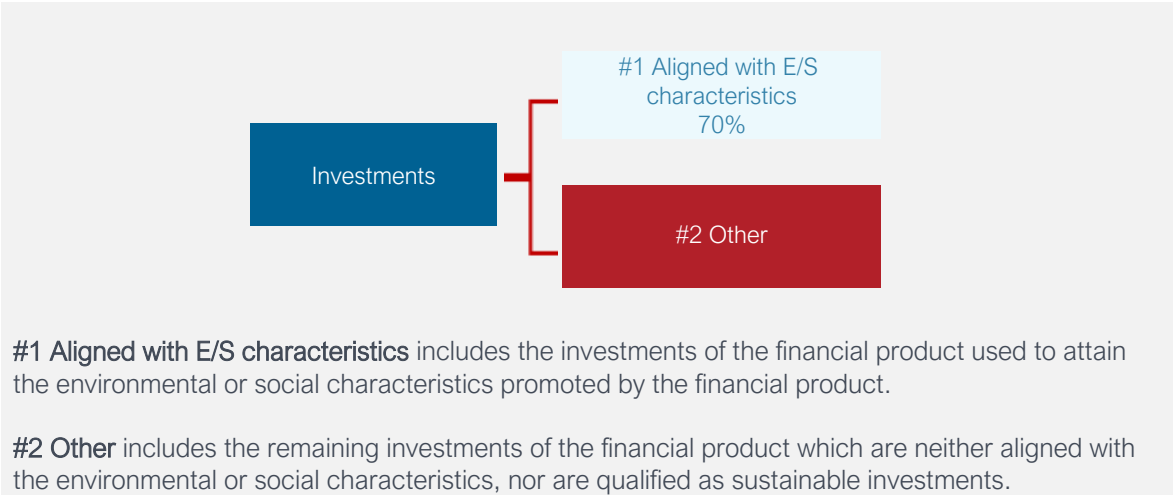 #1 Aligned with E/S
characteristics
70%
Investments
#2 Other
#1 Aligned with E/S characteristics includes the investments of the financial product used to attain
the environmental or social characteristics promoted by the financial product.
#2 Other includes the remaining investments of the financial product which are neither aligned with
the environmental or social characteristics, nor are qualified as sustainable investments.